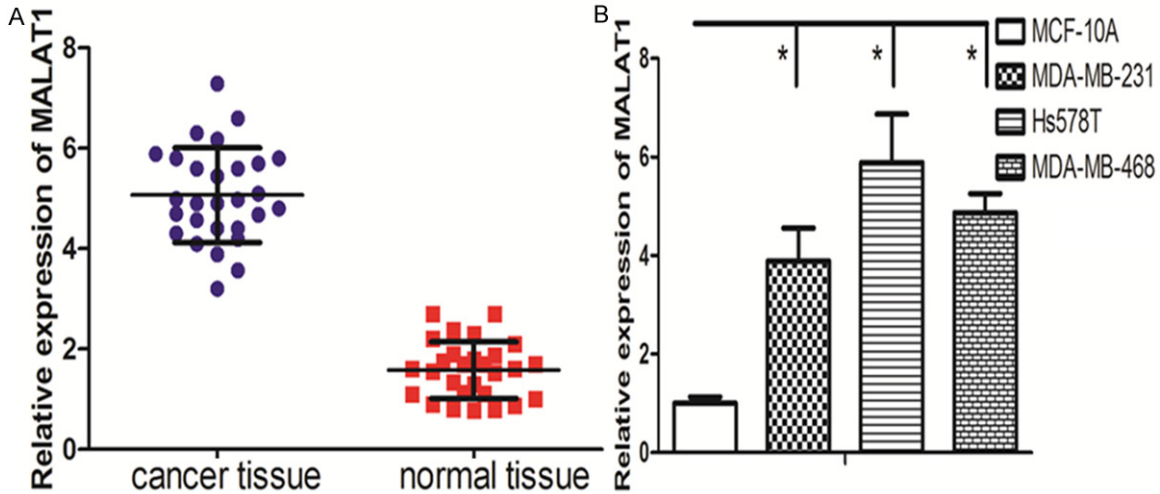 A
Relative expression of MALAT1
8
6
4
2
0
cancer tissue
normal tissue
B
Relative expression of MALAT1
8
6
4
2
0
*
*
*
MCF-10A
MDA-MB-231
Hs578T
MDA-MB-468